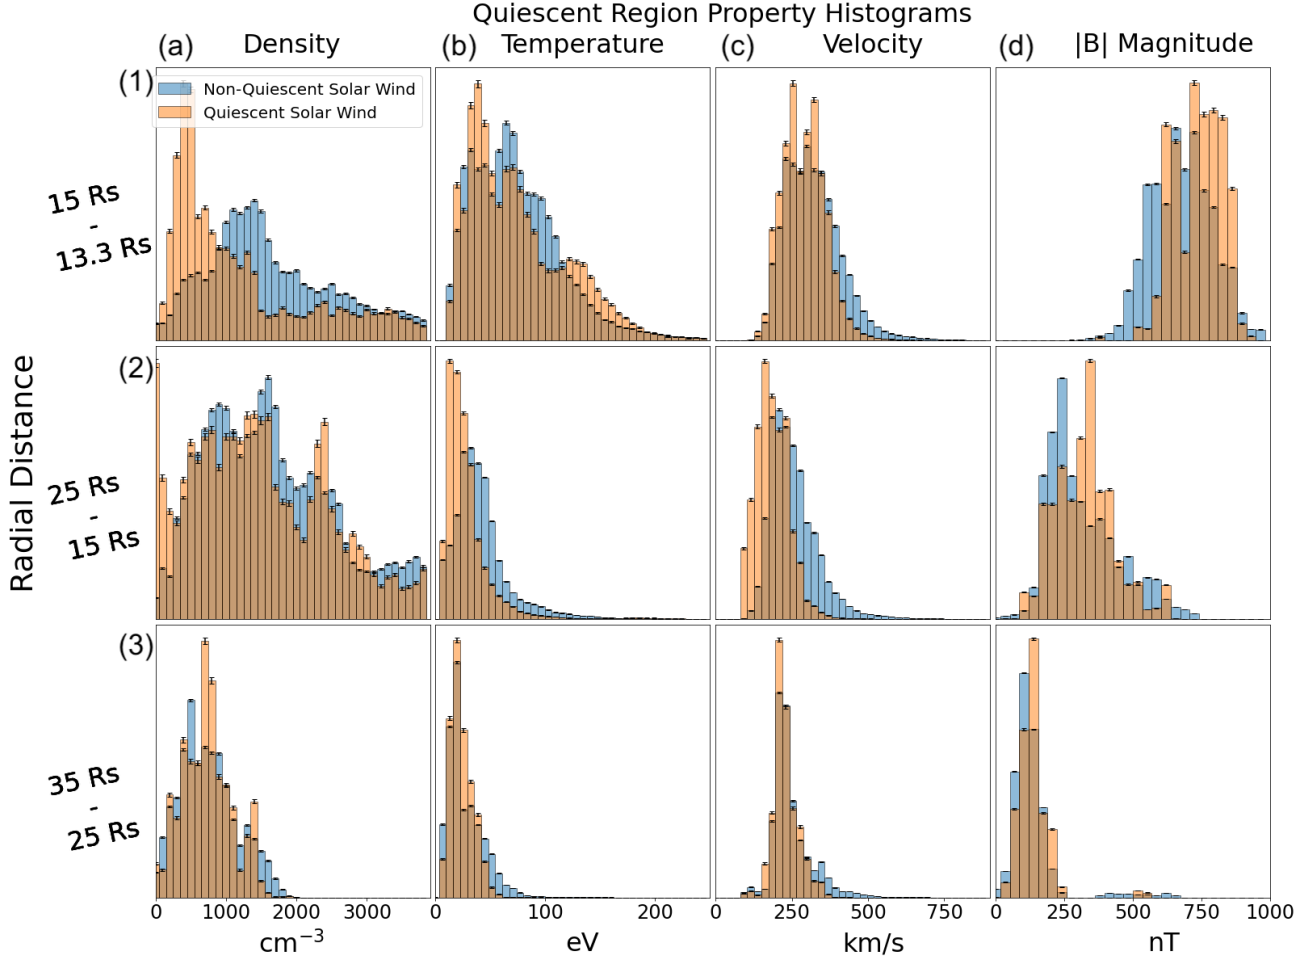 Quiescent Region Property Histograms
(a) Density
(b) Temperature
(c) Velocity
(d) |B| Magnitude
(1)
Non-Quiescent Solar Wind
Quiescent Solar Wind
15 Rs
-
13.3 Rs
(2)
Radial Distance
25 Rs
-
15 Rs
(3)
35 Rs
-
25 Rs
0 1000 2000 3000
0 100 200
250 500 750
0 250 500 750 1000
cm⁻³
eV
km/s
nT